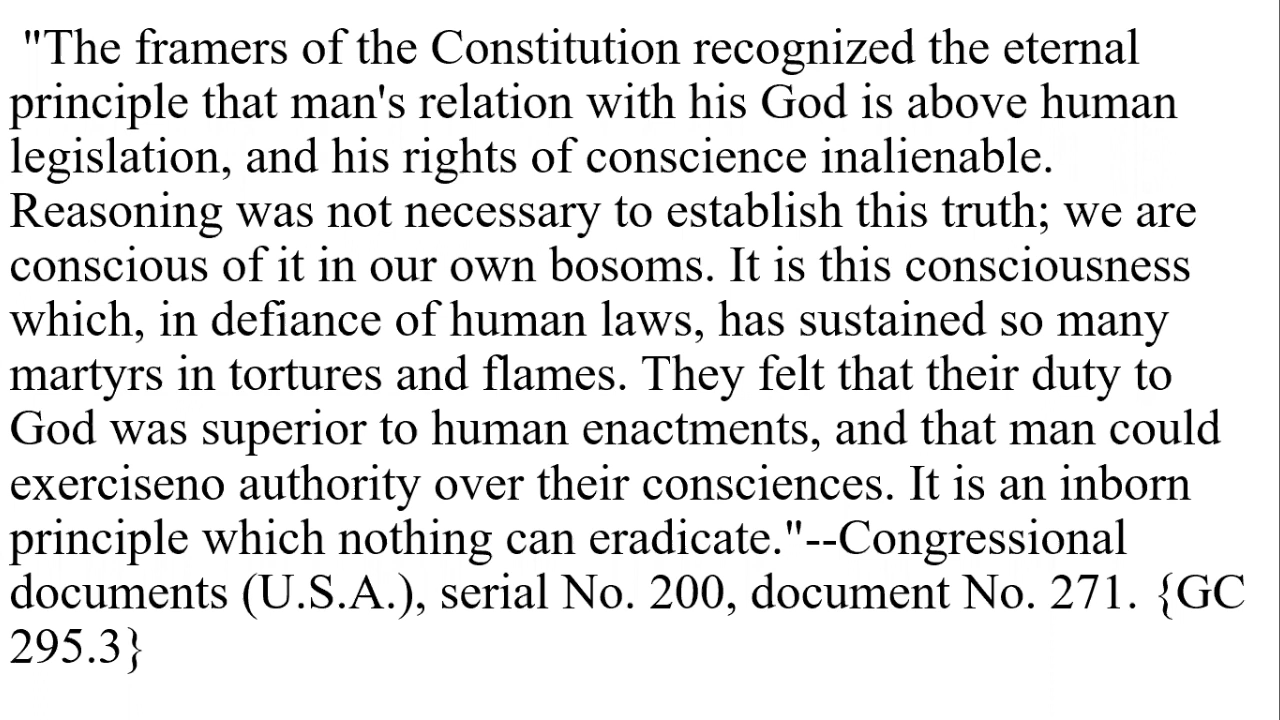 "The framers of the Constitution recognized the eternal
principle that man's relation with his God is above human
legislation, and his rights of conscience inalienable.
Reasoning was not necessary to establish this truth; we are
conscious of it in our own bosoms. It is this consciousness
which, in defiance of human laws, has sustained so many
martyrs in tortures and flames. They felt that their duty to
God was superior to human enactments, and that man could
exerciseno authority over their consciences. It is an inborn
principle which nothing can eradicate."--Congressional
documents (U.S.A.), serial No. 200, document No. 271. {GC
295.3}